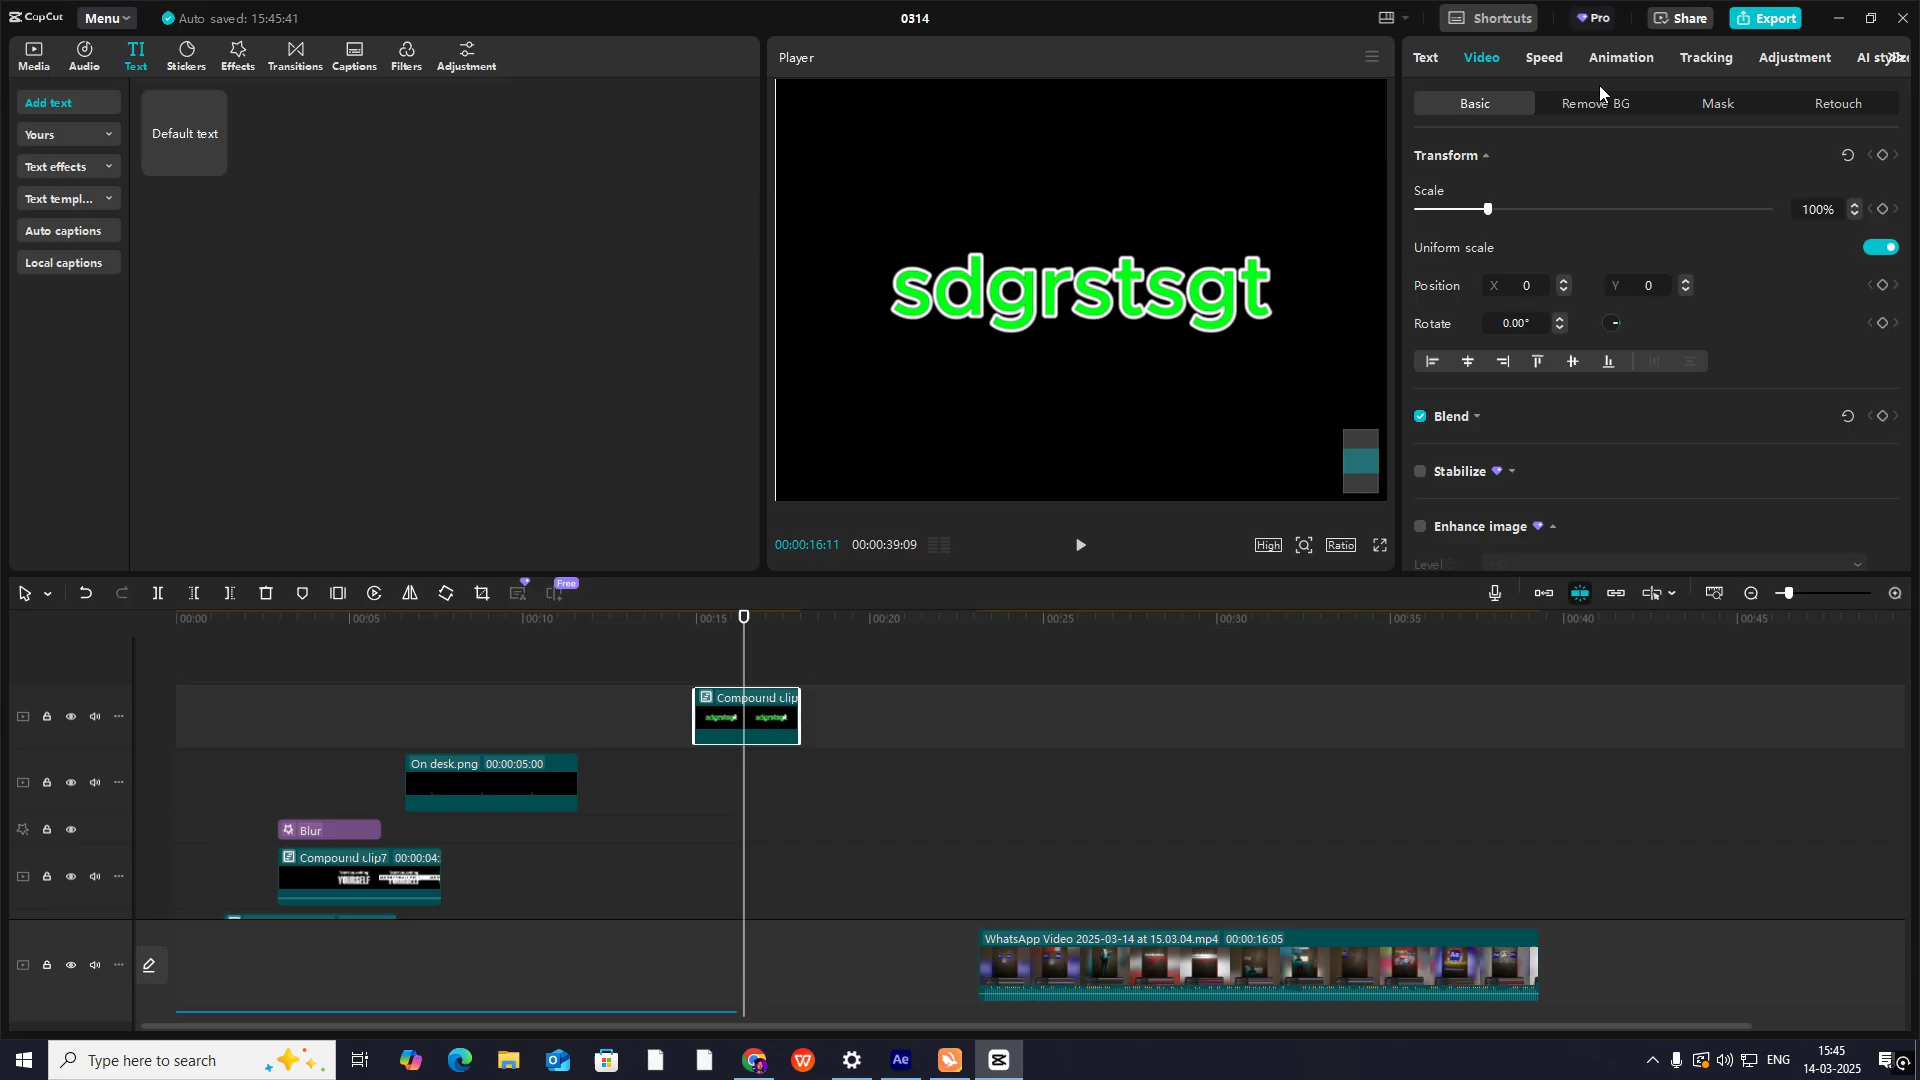 CapCut
Menu
Auto saved: 15:45:41
0314
Shortcuts
Pro
Share
Export
Media
Audio
Text
Stickers
Effects
Transitions
Captions
Filters
Adjustment
Add text
Yours
Text effects
Text templ...
Auto captions
Local captions
Default text
Player
sdgrstsgt
00:00:16:11
00:00:39:09
High
Ratio
Text
Video
Speed
Animation
Tracking
Adjustment
AI
Basic
Remove BG
Mask
Retouch
Transform
Scale
100%
Uniform scale
Position
X 0
Y 0
Rotate
0.00°
Blend
Stabilize
Enhance image
Level
Free
00:00
00:05
00:10
00:15
00:20
00:25
00:30
00:35
00:40
00:45
Compound clip
On desk.png 00:00:05:00
Blur
Compound clip7 00:00:04:
YOURSELF
WhatsApp Video 2025-03-14 at 15.03.04.mp4 00:00:16:05
Type here to search
Ae
ENG
15:45
14-03-2025